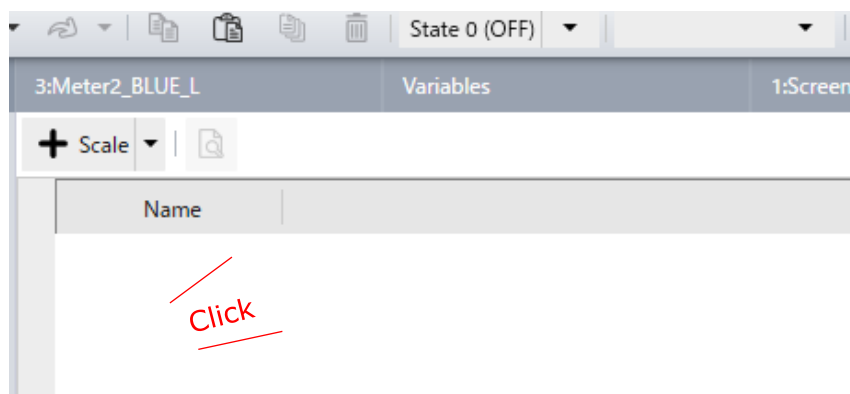 State 0 (OFF)
3:Meter2_BLUE_L
Variables
1:Screen
Scale
Name
Click